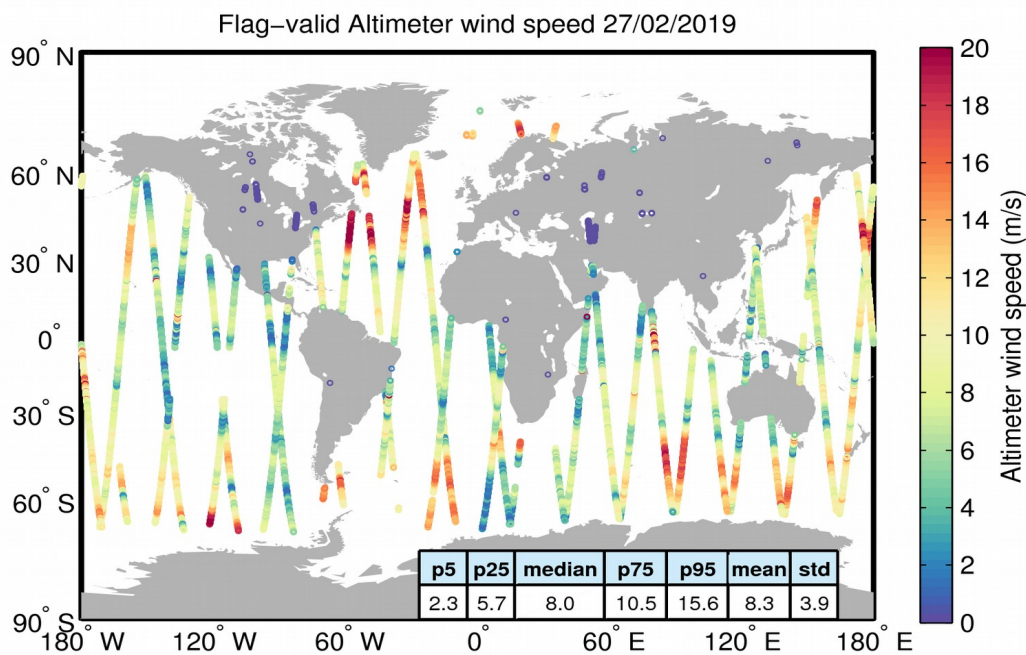 Flag-valid Altimeter wind speed 27/02/2019
90° N
60° N
30° N
0°
30° S
60° S
90° S
180° W
120° W
60° W
0°
60° E
120° E
180° E
p5 p25 median p75 p95 mean std
2.3 5.7 8.0 10.5 15.6 8.3 3.9
20
18
16
14
12
10
8
6
4
2
0
Altimeter wind speed (m/s)